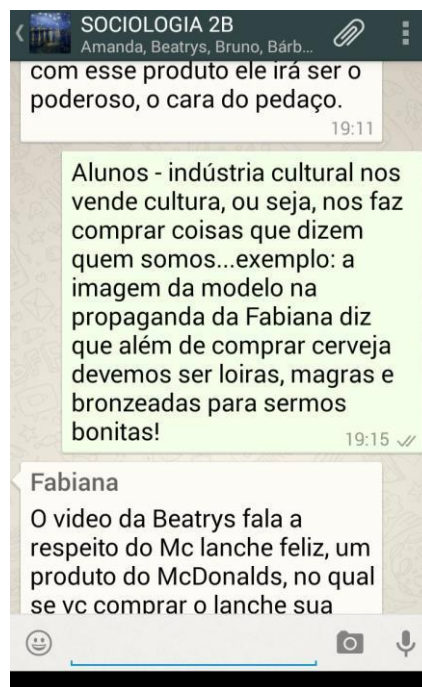 SOCIOLOGIA 2B
Amanda, Beatrys, Bruno, Bárb...
com esse produto ele irá ser o
poderoso, o cara do pedaço.
19:11
Alunos - indústria cultural nos
vende cultura, ou seja, nos faz
comprar coisas que dizem
quem somos...exemplo: a
imagem da modelo na
propaganda da Fabiana diz
que além de comprar cerveja
devemos ser loiras, magras e
bronzeadas para sermos
bonitas!
19:15
Fabiana
O video da Beatrys fala a
respeito do Mc lanche feliz, um
produto do McDonalds, no qual
se vc comprar o lanche sua